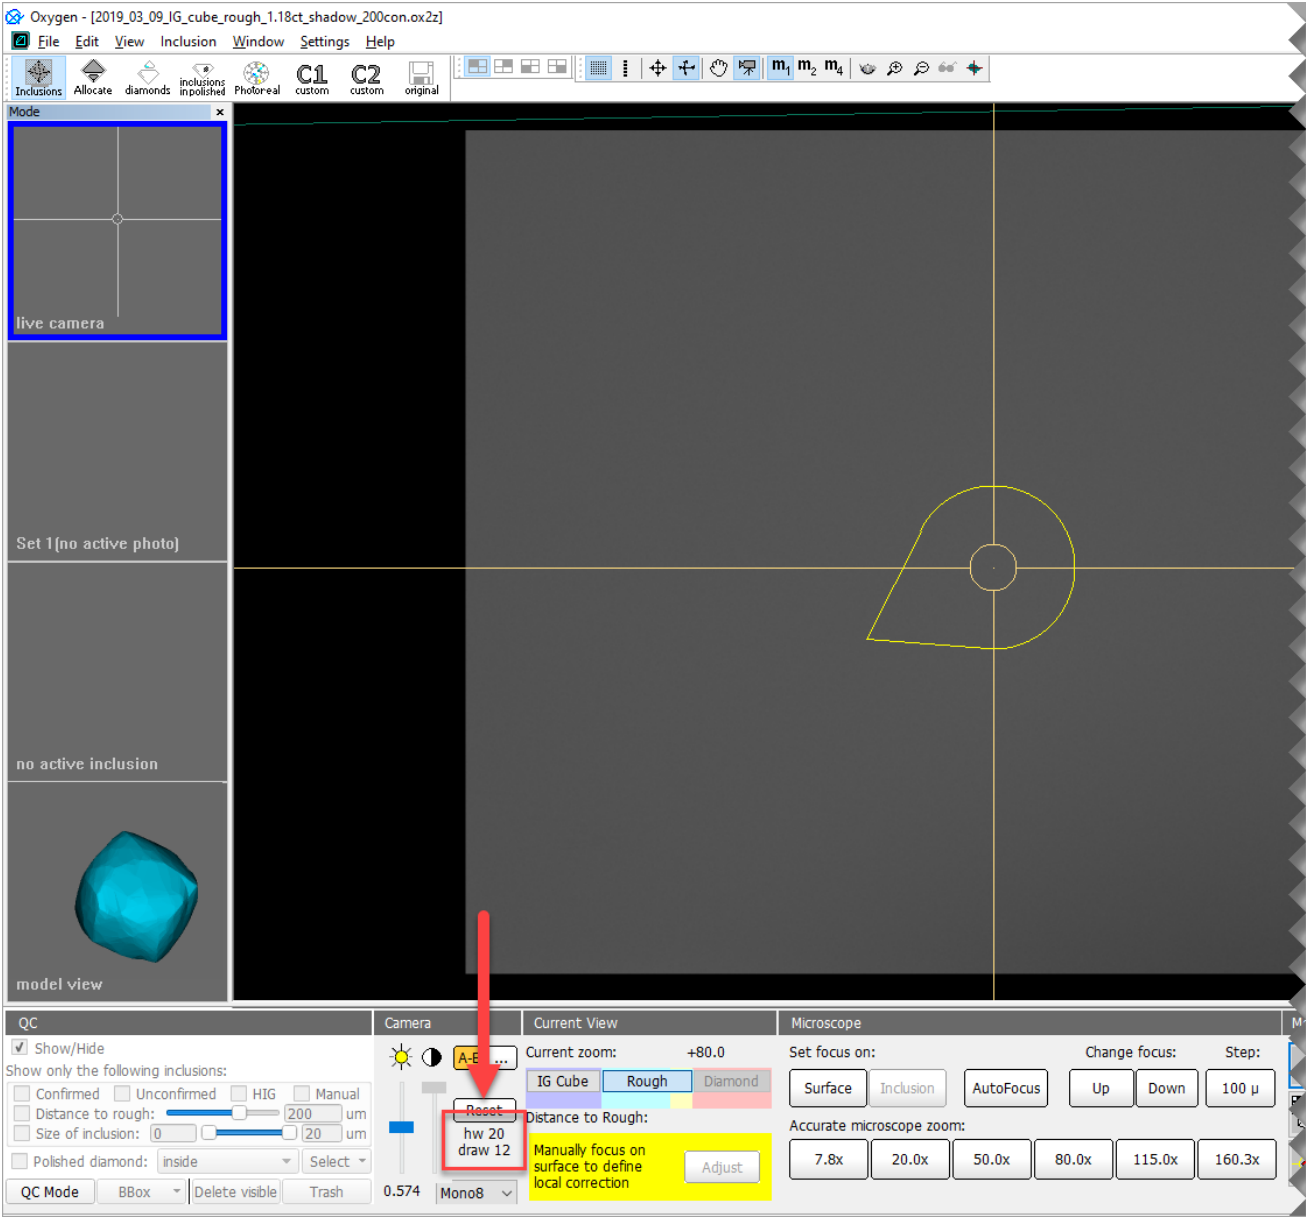 Oxygen - [2019_03_09_IG_cube_rough_1.18ct_shadow_200con.ox2z]
File Edit View Inclusion Window Settings Help
Inclusions
Allocate
diamonds
inclusions
inpolished
Photoreal
C1
custom
C2
custom
original
m1 m2 m4
Mode
live camera
Set 1(no active photo)
no active inclusion
model view
QC
Show/Hide
Show only the following inclusions:
Confirmed Unconfirmed HIG Manual
Distance to rough: 200 um
Size of inclusion: 0 20 um
Polished diamond: inside Select
QC Mode BBox Delete visible Trash
Camera
...
Reset
hw 20
draw 12
0.574 Mono8
Current View
Current zoom: +80.0
IG Cube Rough Diamond
Distance to Rough:
Manually focus on
surface to define
local correction
Adjust
Microscope
Set focus on: Change focus: Step:
Surface Inclusion AutoFocus Up Down 100 µ
Accurate microscope zoom:
7.8x 20.0x 50.0x 80.0x 115.0x 160.3x